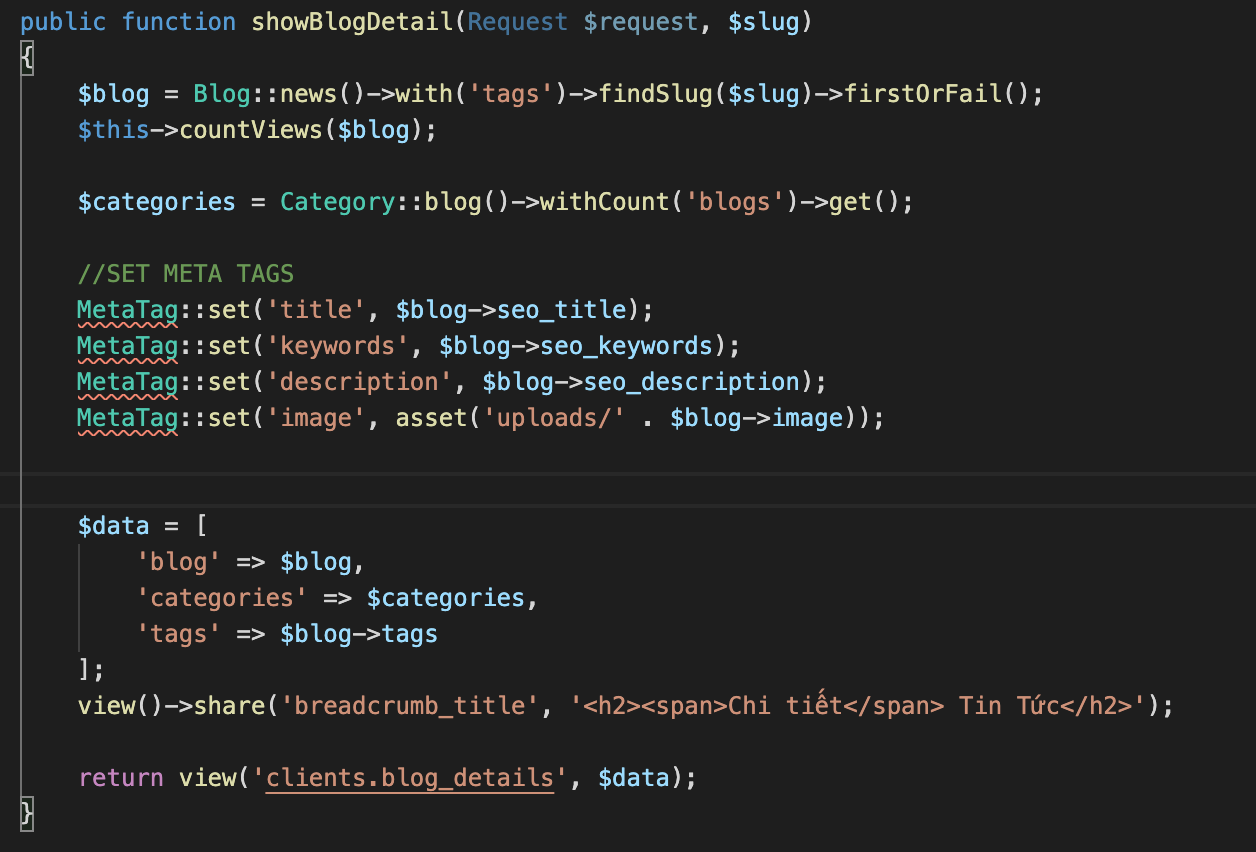 public function showBlogDetail(Request $request, $slug)
{
    $blog = Blog::news()->with('tags')->findSlug($slug)->firstOrFail();
    $this->countViews($blog);

    $categories = Category::blog()->withCount('blogs')->get();

    //SET META TAGS
    MetaTag::set('title', $blog->seo_title);
    MetaTag::set('keywords', $blog->seo_keywords);
    MetaTag::set('description', $blog->seo_description);
    MetaTag::set('image', asset('uploads/' . $blog->image));


    $data = [
        'blog' => $blog,
        'categories' => $categories,
        'tags' => $blog->tags
    ];
    view()->share('breadcrumb_title', '<h2><span>Chi tiết</span> Tin Tức</h2>');

    return view('clients.blog_details', $data);
}